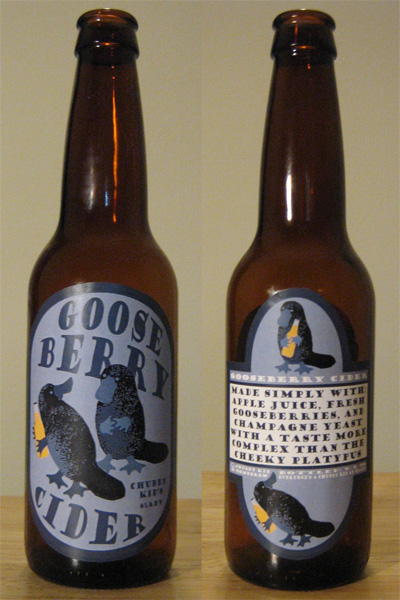 GOOSE
BERRY
CHUBBY
KID'S
CIDER
GOOSEBERRY CIDER
MADE SIMPLY WITH
APPLE JUICE, FRESH
GOOSEBERRIES, AND
CHAMPAGNE YEAST
WITH A TASTE MORE
COMPLEX THAN THE
CHEEKY PLATYPUS